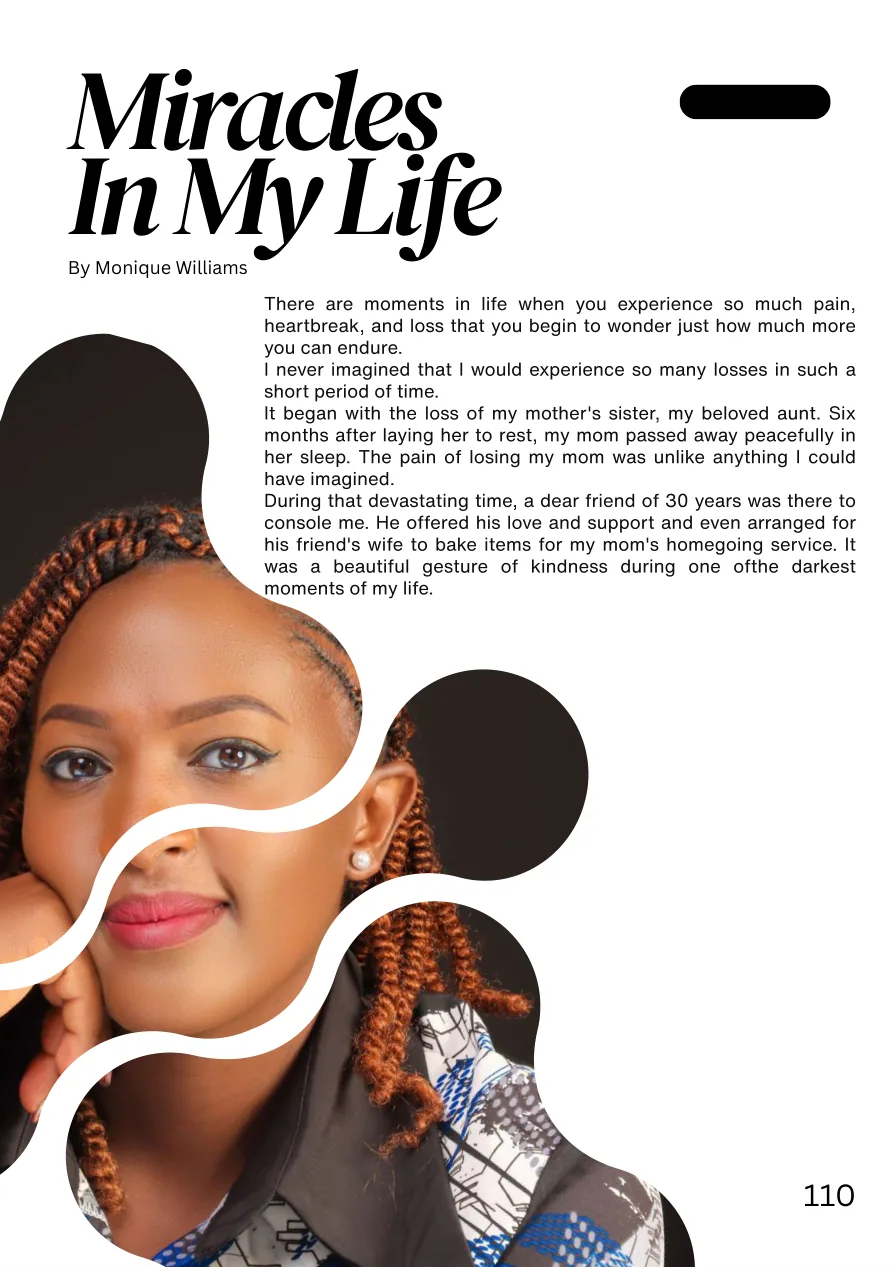 Miracles
In My Life
By Monique Williams
There are moments in life when you experience so much pain,
heartbreak, and loss that you begin to wonder just how much more
you can endure.
I never imagined that I would experience so many losses in such a
short period of time.
It began with the loss of my mother's sister, my beloved aunt. Six
months after laying her to rest, my mom passed away peacefully in
her sleep. The pain of losing my mom was unlike anything I could
have imagined.
During that devastating time, a dear friend of 30 years was there to
console me. He offered his love and support and even arranged for
his friend's wife to bake items for my mom's homegoing service. It
was a beautiful gesture of kindness during one ofthe darkest
moments of my life.
110